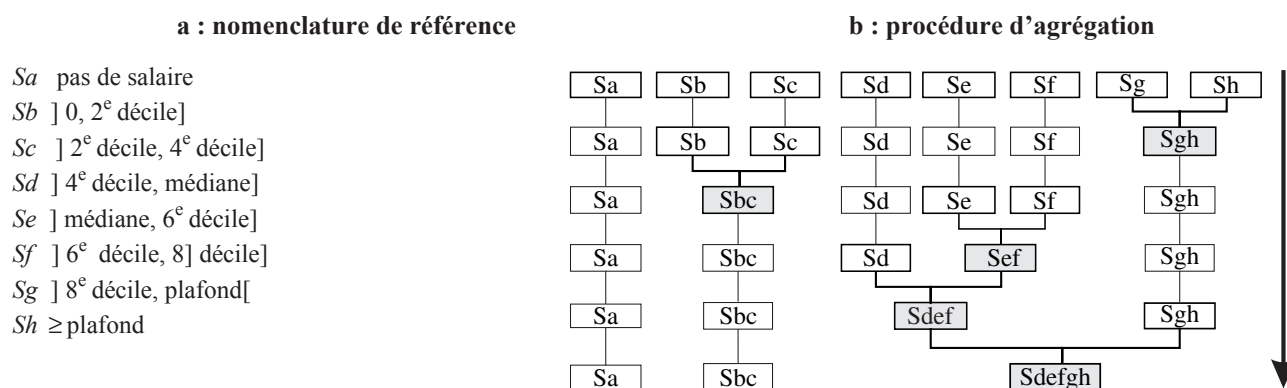 a : nomenclature de référence
b : procédure d’agrégation
Sa pas de salaire
Sb ] 0, 2e décile]
Sc ] 2e décile, 4e décile]
Sd ] 4e décile, médiane]
Se ] médiane, 6e décile]
Sf ] 6e décile, 8] décile]
Sg ] 8e décile, plafond[
Sh ≥ plafond
Sa Sb Sc Sd Se Sf Sg Sh
Sa Sb Sc Sd Se Sf Sgh
Sa Sbc Sd Se Sf Sgh
Sa Sbc Sd Sef Sgh
Sa Sbc Sdef Sgh
Sa Sbc Sdefgh